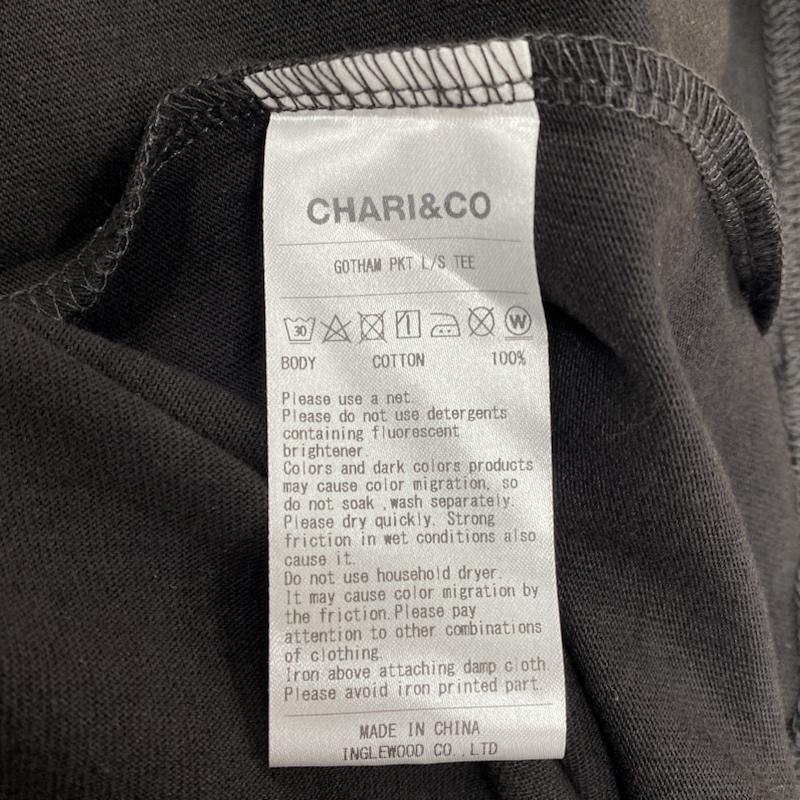 CHARI&CO
GOTHAM PKT L/S TEE
30 W
BODY COTTON 100%
Please use a net.
Please do not use detergents
containing fluorescent
brightener.
Colors and dark colors products
may cause color migration, so
do not soak ,wash separately.
Please dry quickly. Strong
friction in wet conditions also
cause it.
Do not use household dryer.
It may cause color migration by
the friction.Please pay
attention to other combinations
of clothing.
Iron above attaching damp cloth.
Please avoid iron printed part.
MADE IN CHINA
INGLEWOOD CO.,LTD